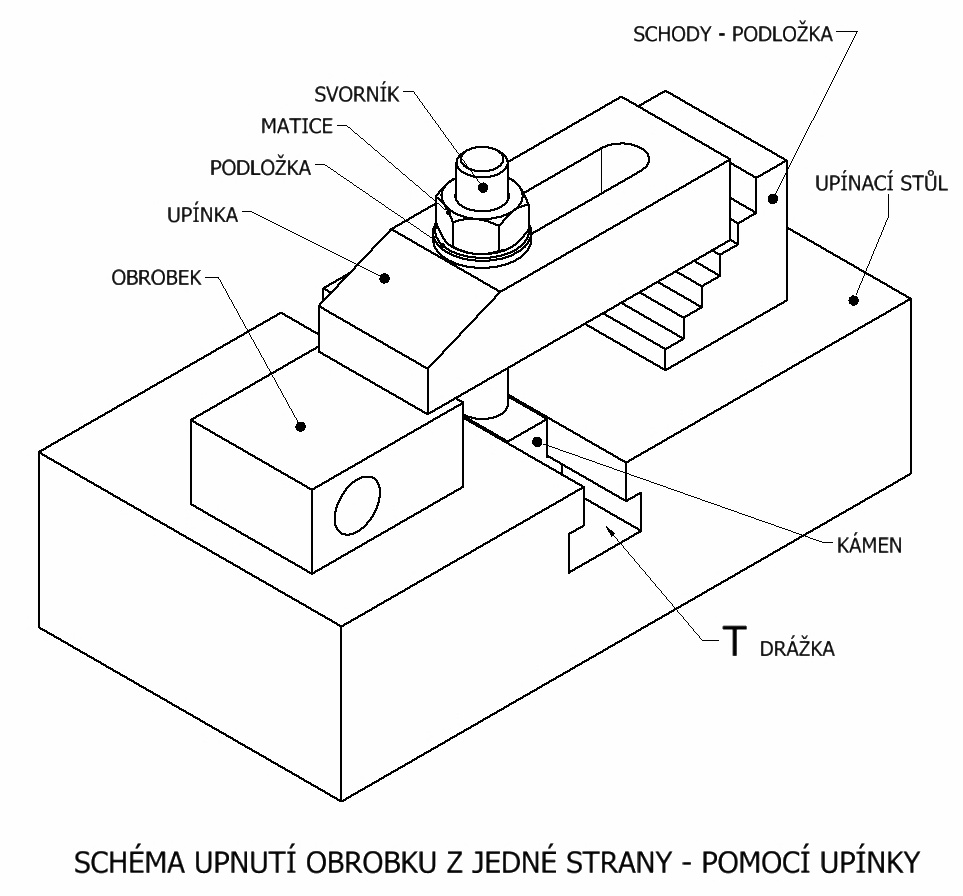 SCHODY - PODLOŽKA
SVORNÍK
MATICE
PODLOŽKA
UPÍNACÍ STŮL
UPÍNKA
OBROBEK
KÁMEN
T DRÁŽKA
SCHÉMA UPNUTÍ OBROBKU Z JEDNÉ STRANY - POMOCÍ UPÍNKY